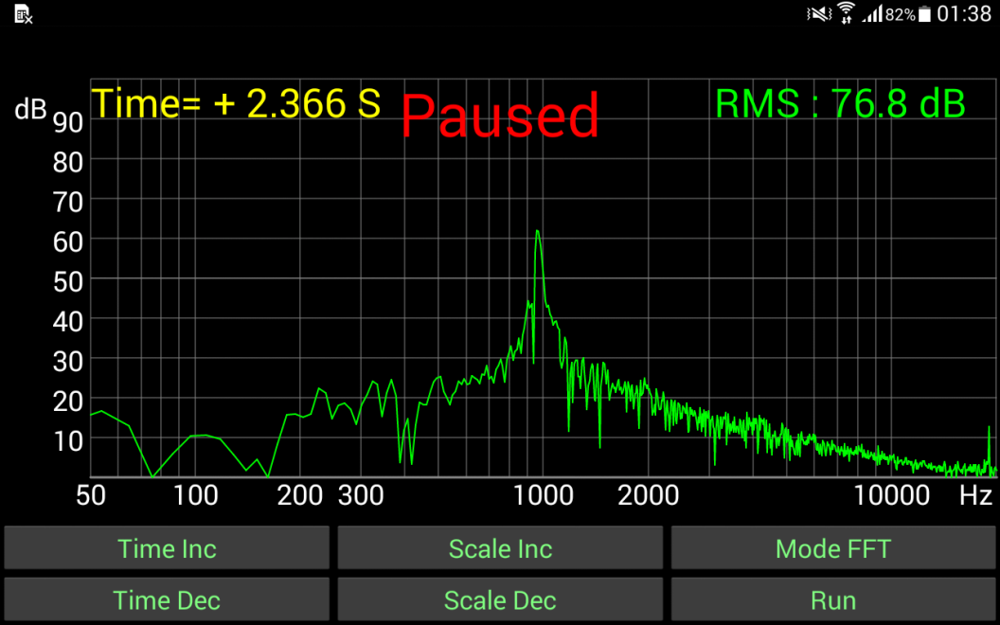 82% 01:38
dB Time= + 2.366 S Paused RMS : 76.8 dB
90
80
70
60
50
40
30
20
10
50 100 200 300 1000 2000 10000 Hz
Time Inc Scale Inc Mode FFT
Time Dec Scale Dec Run